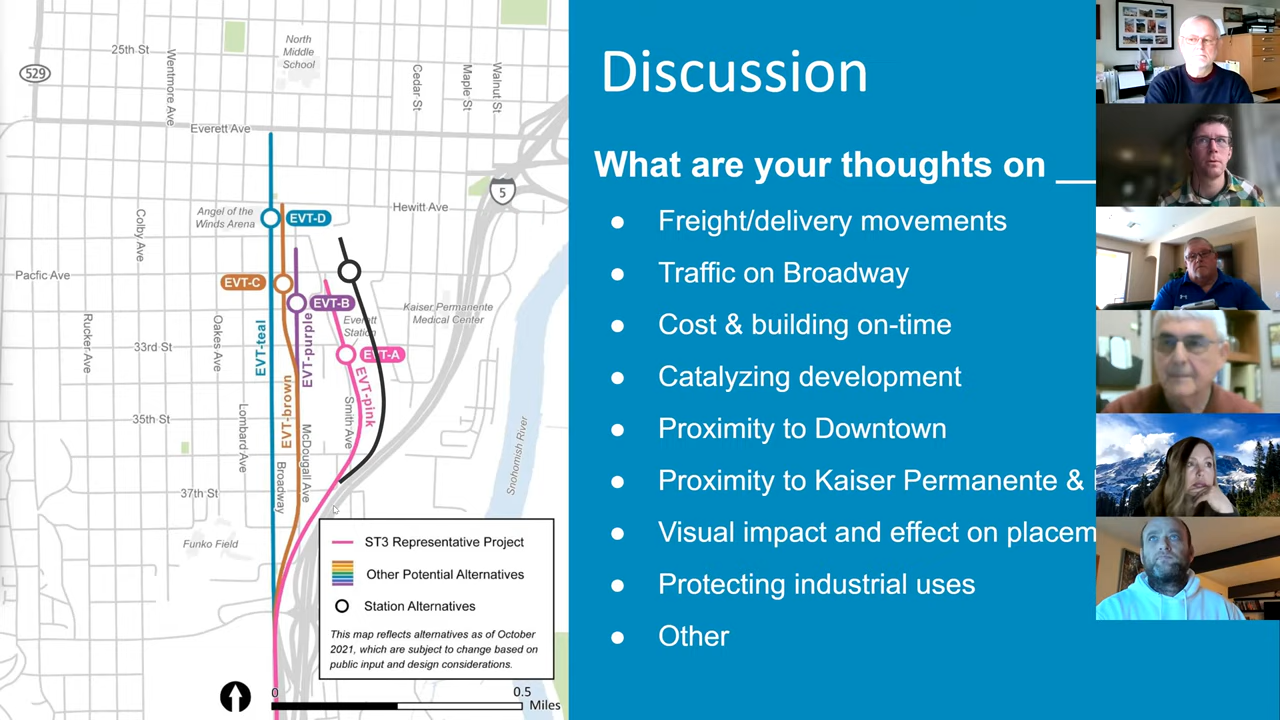 25th St
Wentmore Ave
North
Middle
School
529
Cedar St
Maple St
Walnut St
Everett Ave
5
Angel of the
Winds Arena
EVT-D
Hewitt Ave
Colby Ave
Pacfic Ave
EVT-C
EVT-B
Kaiser Permanente
Medical Center
Everett
Station
EVT-teal
EVT-purple
Rucker Ave
Oakes Ave
33rd St
EVT-A
EVT-brown
EVT-pink
Smith Ave
35th St
Lombard Ave
McDougall Ave
Broadway
Snohomish River
37th St
Funko Field
ST3 Representative Project
Other Potential Alternatives
Station Alternatives
This map reflects alternatives as of October
2021, which are subject to change based on
public input and design considerations.
0
0.5
Miles
Discussion
What are your thoughts on __
● Freight/delivery movements
● Traffic on Broadway
● Cost & building on-time
● Catalyzing development
● Proximity to Downtown
● Proximity to Kaiser Permanente &
● Visual impact and effect on placem
● Protecting industrial uses
● Other